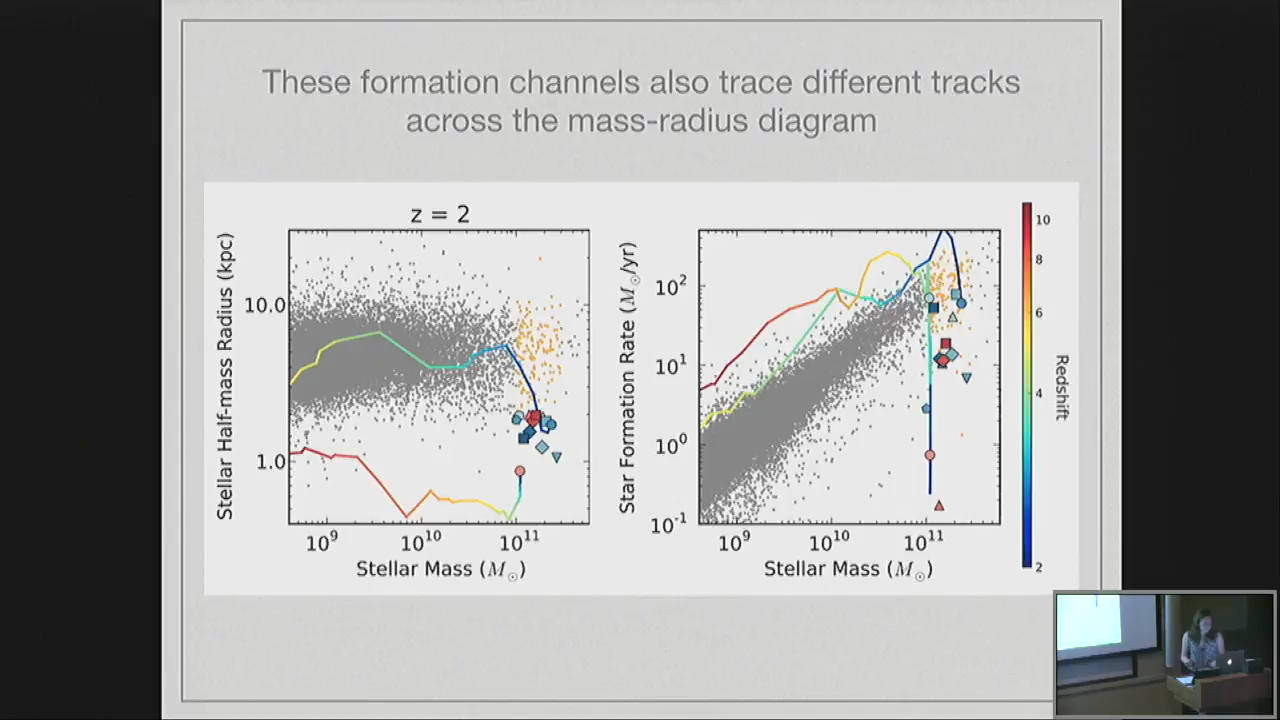 These formation channels also trace different tracks
across the mass-radius diagram
z = 2
Stellar Half-mass Radius (kpc)
10.0
1.0
10⁹ 10¹⁰ 10¹¹
Stellar Mass (M☉)
Star Formation Rate (M☉/yr)
10²
10¹
10⁰
10⁻¹
10⁹ 10¹⁰ 10¹¹
Stellar Mass (M☉)
10
8
6
4
2
Redshift